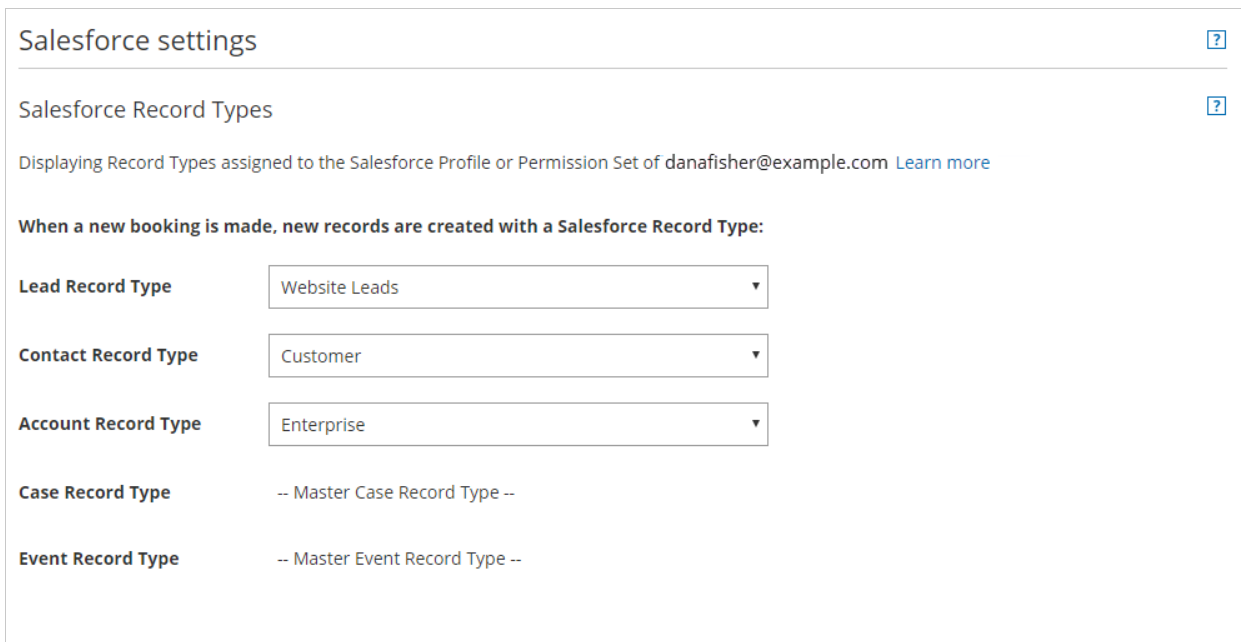 Salesforce settings ?
Salesforce Record Types ?
Displaying Record Types assigned to the Salesforce Profile or Permission Set of danafisher@example.com Learn more
When a new booking is made, new records are created with a Salesforce Record Type:
Lead Record Type Website Leads
Contact Record Type Customer
Account Record Type Enterprise
Case Record Type -- Master Case Record Type --
Event Record Type -- Master Event Record Type --